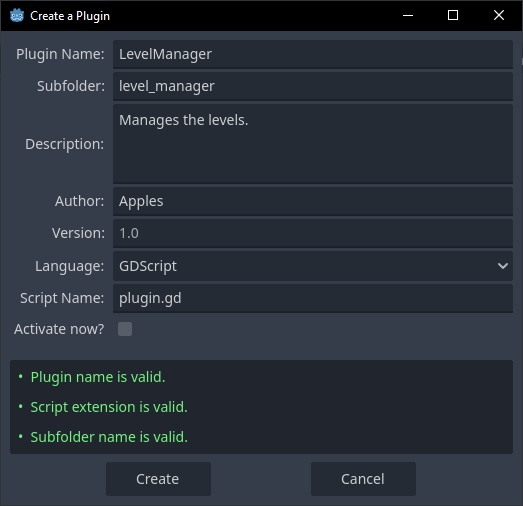 Create a Plugin
Plugin Name: LevelManager
Subfolder: level_manager
Description: Manages the levels.
Author: Apples
Version: 1.0
Language: GDScript
Script Name: plugin.gd
Activate now?
• Plugin name is valid.
• Script extension is valid.
• Subfolder name is valid.
Create Cancel